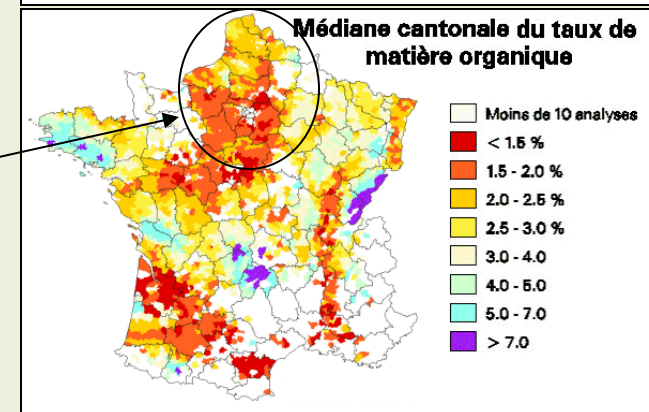 Médiane cantonale du taux de
matière organique
Moins de 10 analyses
< 1.5 %
1.5 - 2.0 %
2.0 - 2.5 %
2.5 - 3.0 %
3.0 - 4.0
4.0 - 5.0
5.0 - 7.0
> 7.0